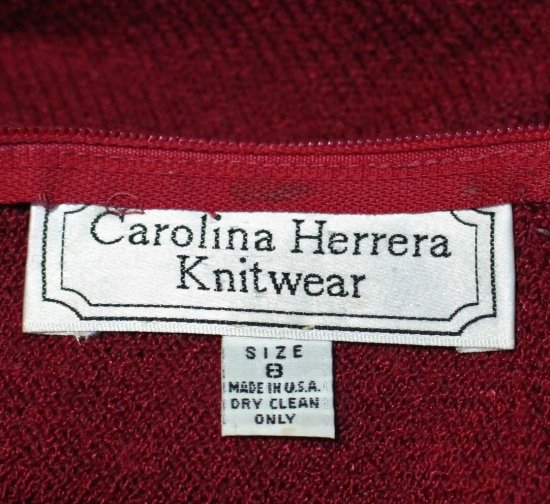 Carolina Herrera
Knitwear
SIZE
8
MADE IN U.S.A.
DRY CLEAN
ONLY